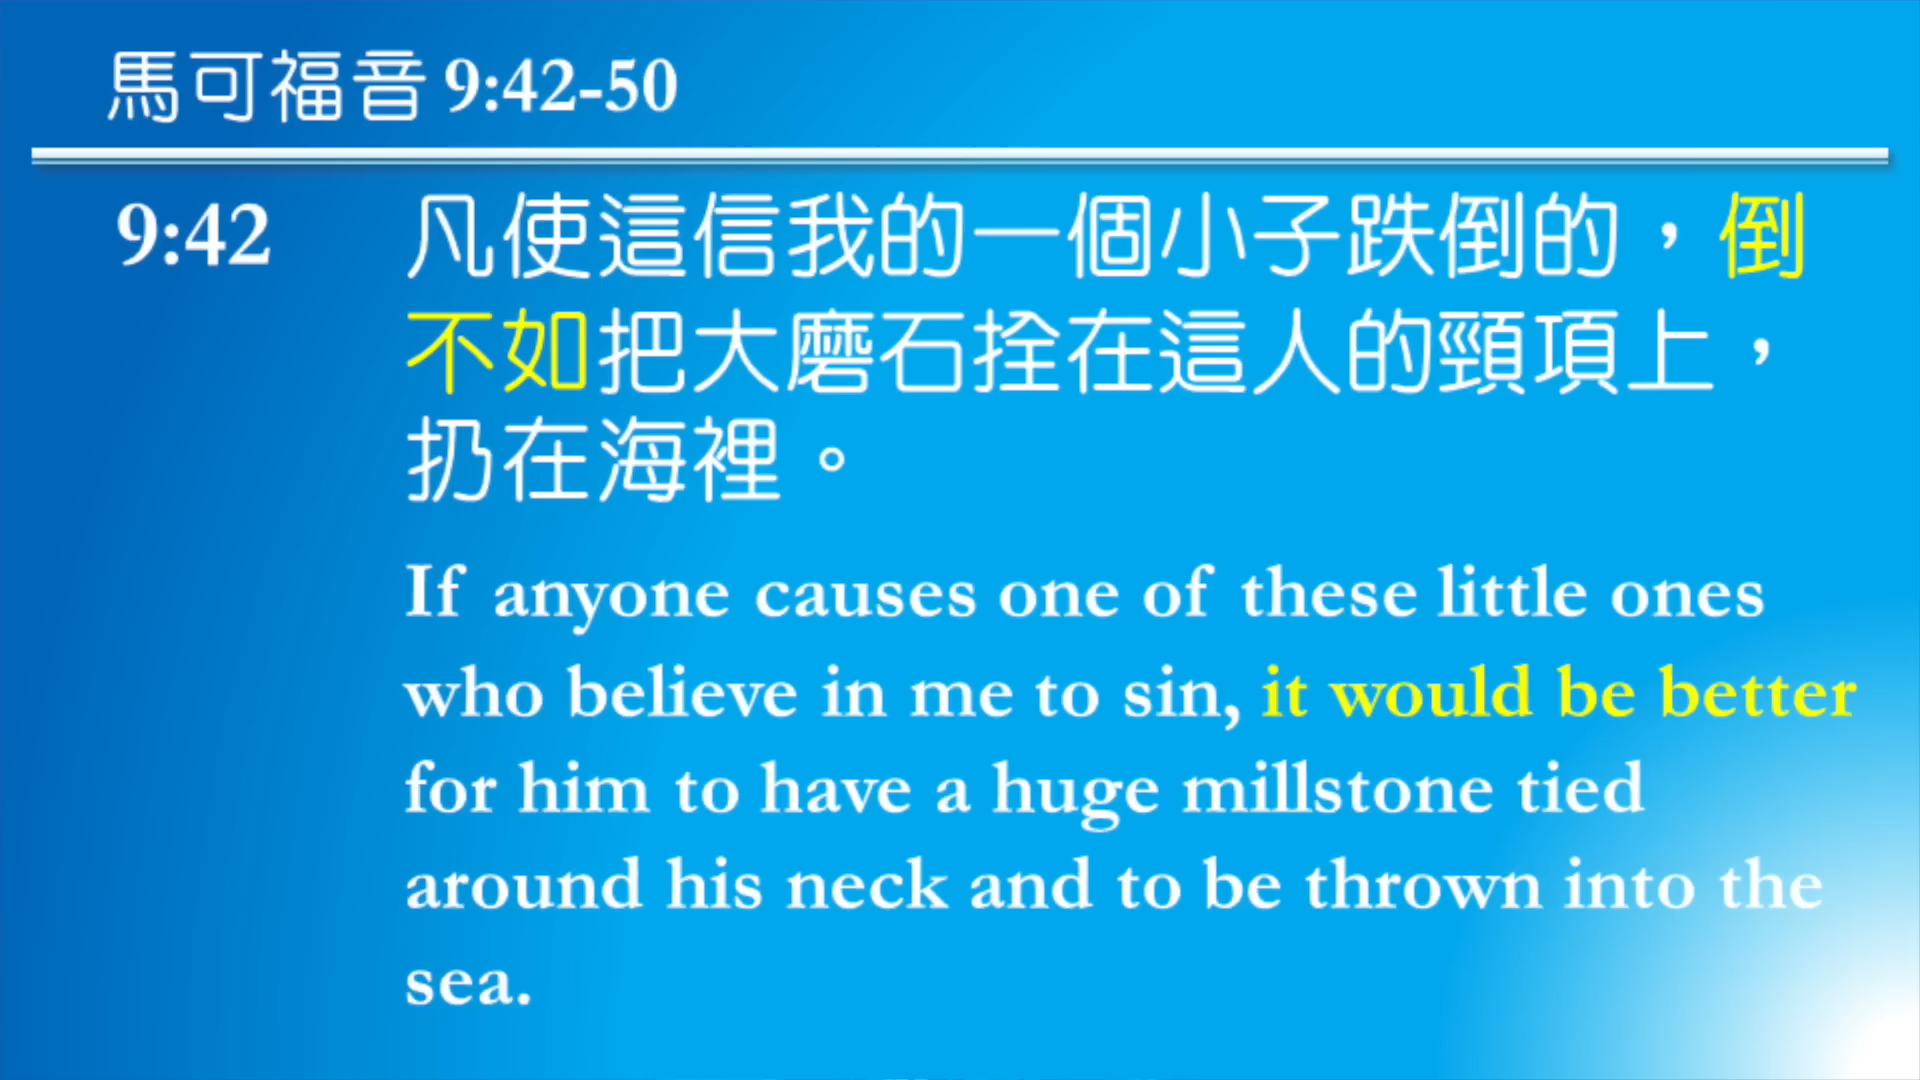 馬可福音 9:42-50
9:42 凡使這信我的一個小子跌倒的，倒
不如把大磨石拴在這人的頸項上，
扔在海裡。
If anyone causes one of these little ones
who believe in me to sin, it would be better
for him to have a huge millstone tied
around his neck and to be thrown into the
sea.